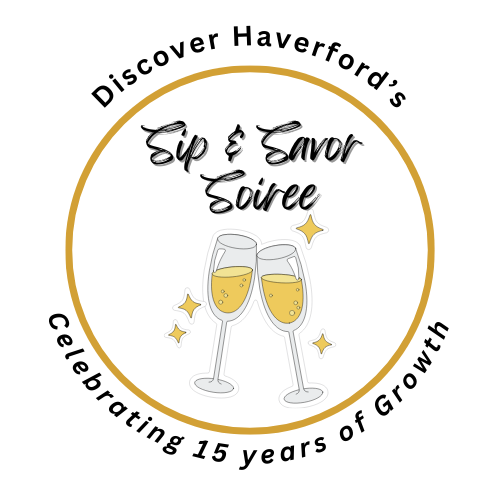 Discover Haverford’s
Sip & Savor
Soiree
Celebrating 15 years of Growth